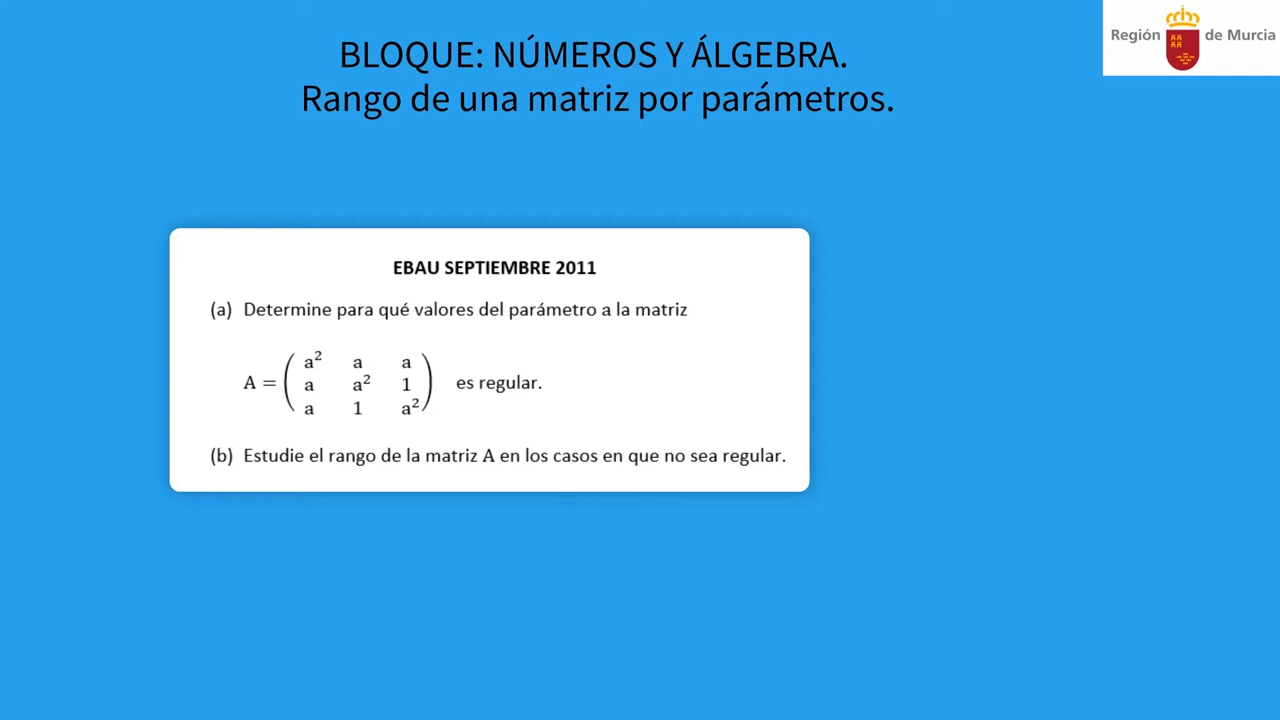 BLOQUE: NÚMEROS Y ÁLGEBRA.
Rango de una matriz por parámetros.
Región de Murcia
EBAU SEPTIEMBRE 2011
(a) Determine para qué valores del parámetro a la matriz
a² a a
A = ( a a² 1 ) es regular.
a 1 a²
(b) Estudie el rango de la matriz A en los casos en que no sea regular.